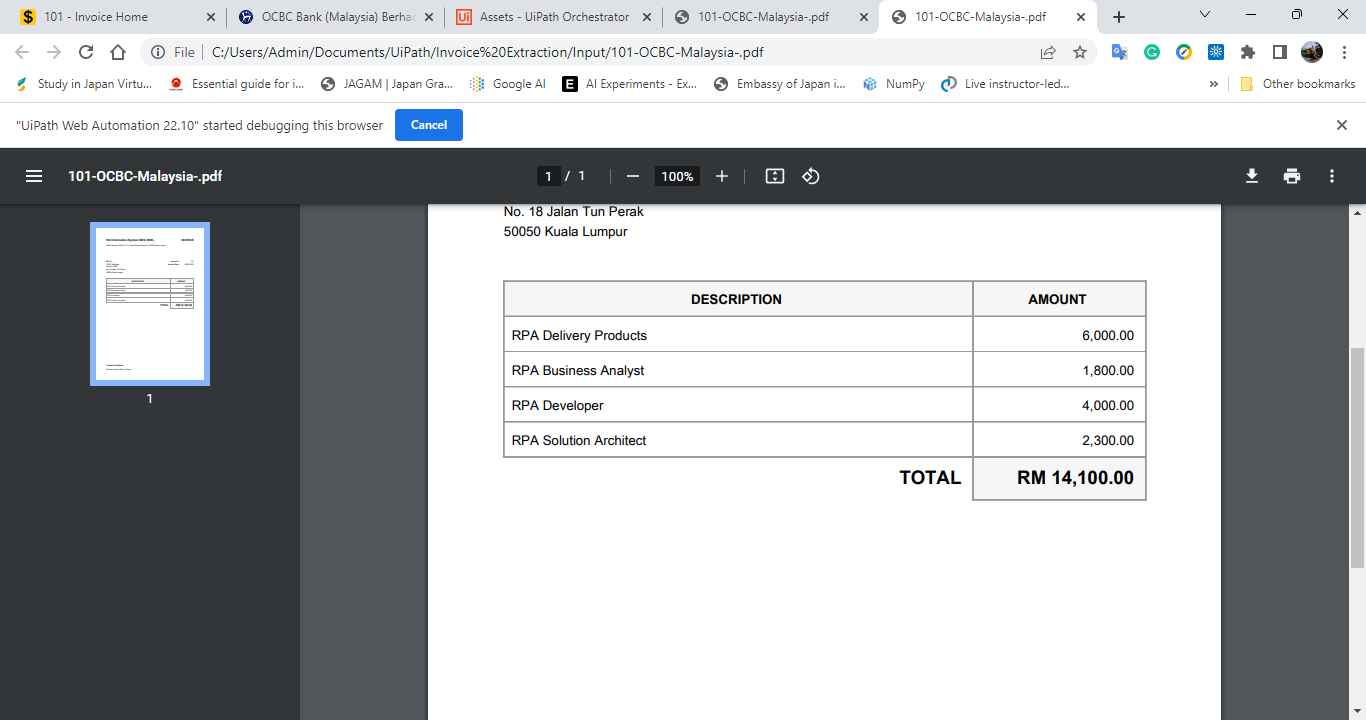 101 - Invoice Home
OCBC Bank (Malaysia) Berhad
Assets - UiPath Orchestrator
101-OCBC-Malaysia-.pdf
101-OCBC-Malaysia-.pdf
File
C:/Users/Admin/Documents/UiPath/Invoice%20Extraction/Input/101-OCBC-Malaysia-.pdf
Study in Japan Virtu...
Essential guide for i...
JAGAM | Japan Gra...
Google AI
AI Experiments - Ex...
Embassy of Japan i...
NumPy
Live instructor-led...
»
Other bookmarks
"UiPath Web Automation 22.10" started debugging this browser
Cancel
101-OCBC-Malaysia-.pdf
1 / 1
100%
1
No. 18 Jalan Tun Perak
50050 Kuala Lumpur
DESCRIPTION AMOUNT
RPA Delivery Products 6,000.00
RPA Business Analyst 1,800.00
RPA Developer 4,000.00
RPA Solution Architect 2,300.00
TOTAL RM 14,100.00